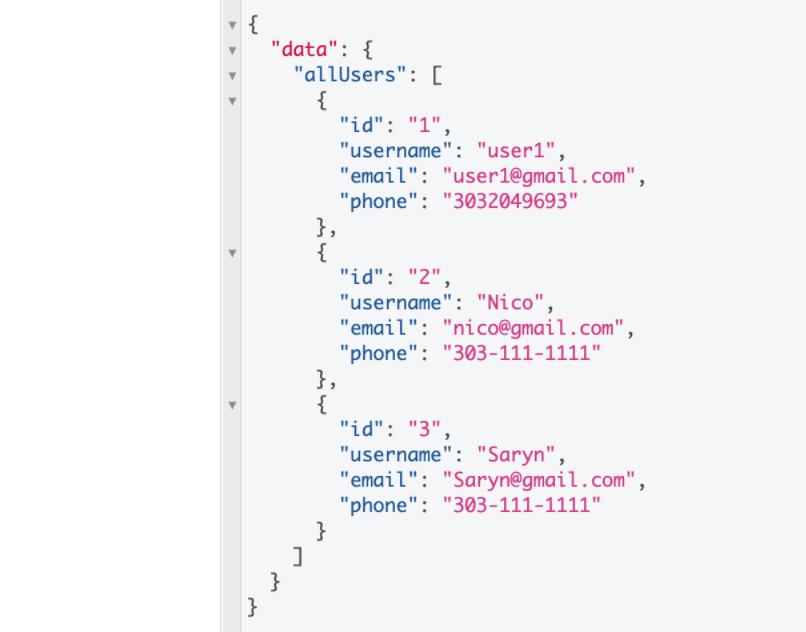 {
"data": {
"allUsers": [
{
"id": "1",
"username": "user1",
"email": "user1@gmail.com",
"phone": "3032049693"
},
{
"id": "2",
"username": "Nico",
"email": "nico@gmail.com",
"phone": "303-111-1111"
},
{
"id": "3",
"username": "Saryn",
"email": "Saryn@gmail.com",
"phone": "303-111-1111"
}
]
}
}